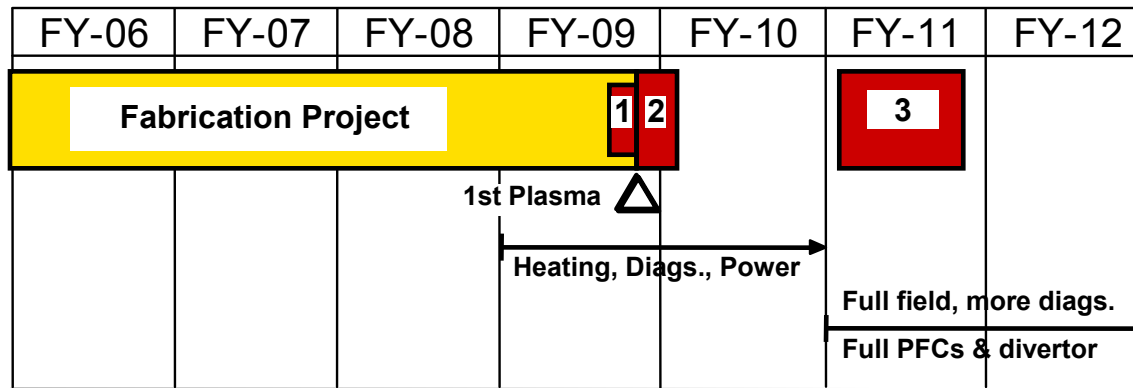 FY-06 FY-07 FY-08 FY-09 FY-10 FY-11 FY-12
Fabrication Project 1 2 3
1st Plasma
Heating, Diags., Power
Full field, more diags.
Full PFCs & divertor